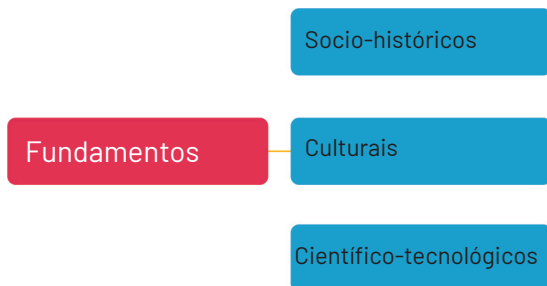 Socio-históricos
Fundamentos
Culturais
Científico-tecnológicos